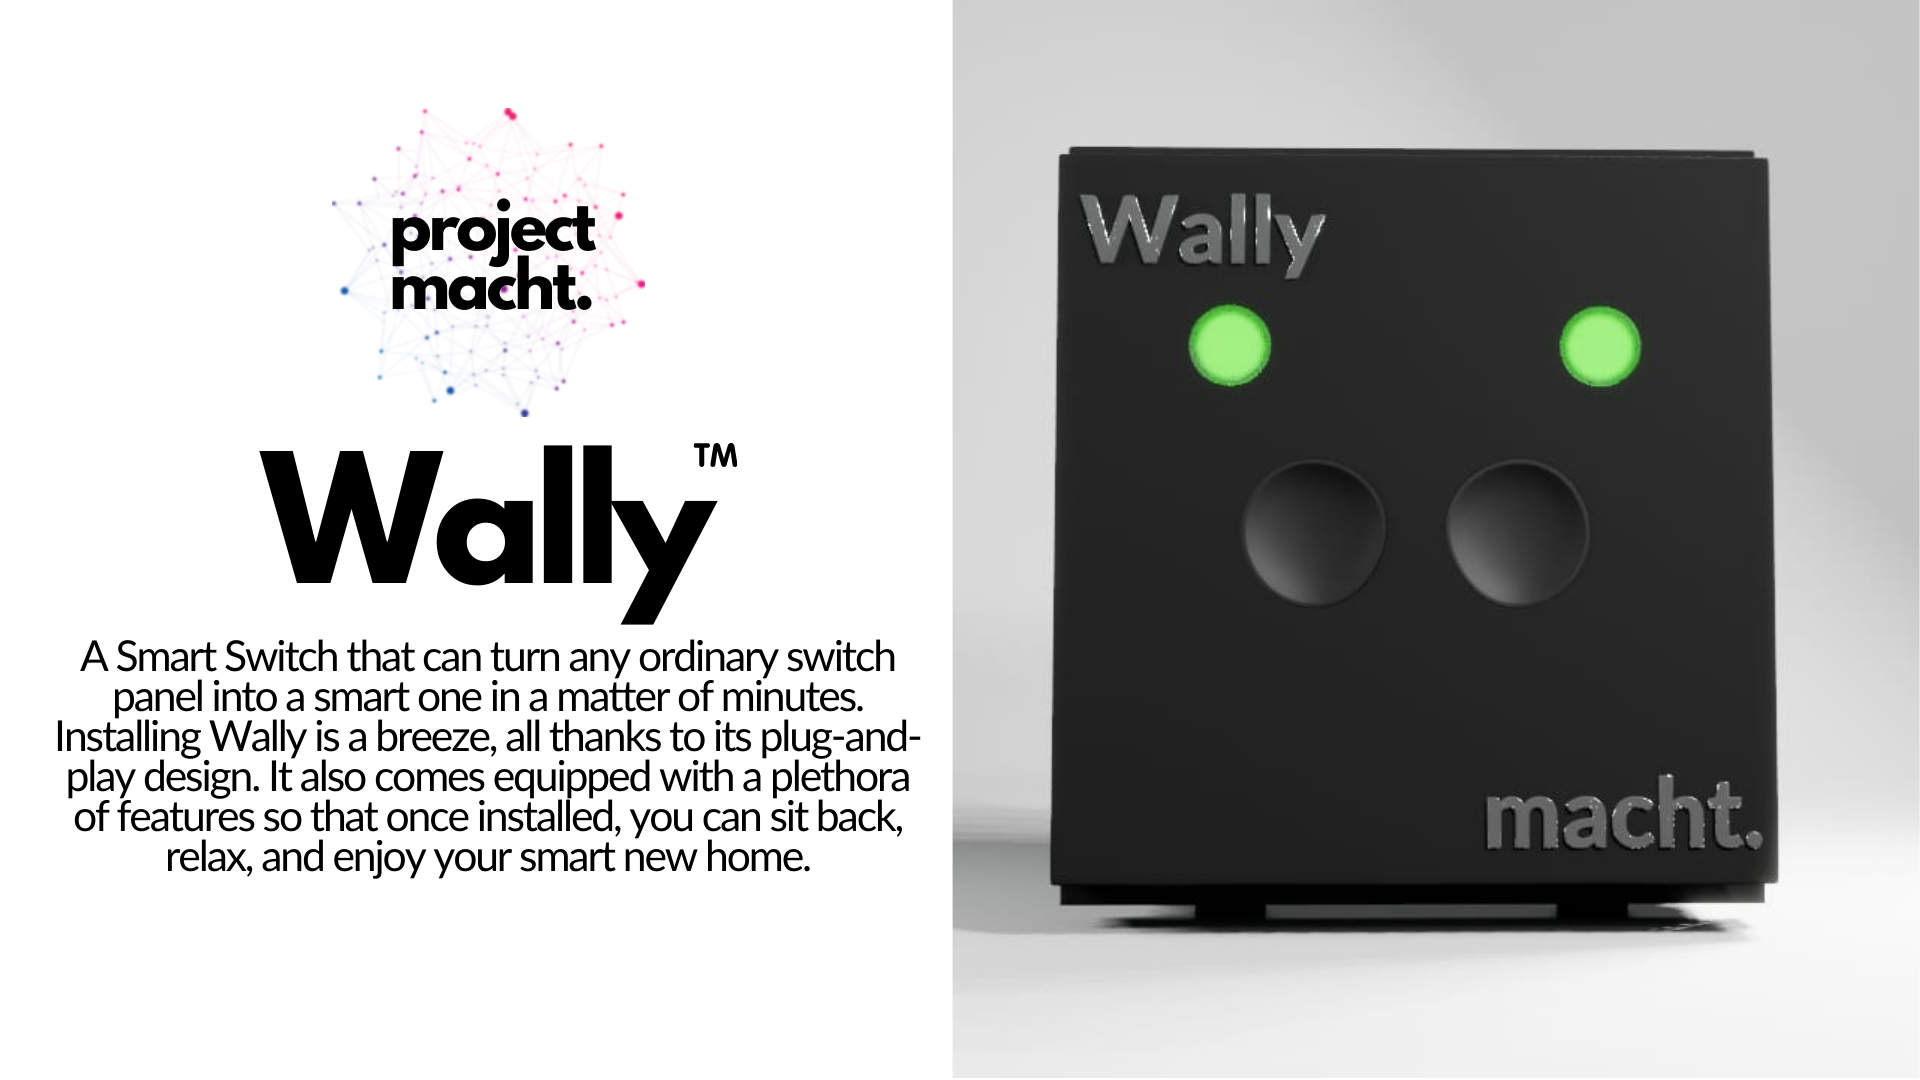 project
macht.
Wally™
A Smart Switch that can turn any ordinary switch
panel into a smart one in a matter of minutes.
Installing Wally is a breeze, all thanks to its plug-and-
play design. It also comes equipped with a plethora
of features so that once installed, you can sit back,
relax, and enjoy your smart new home.
Wally
macht.